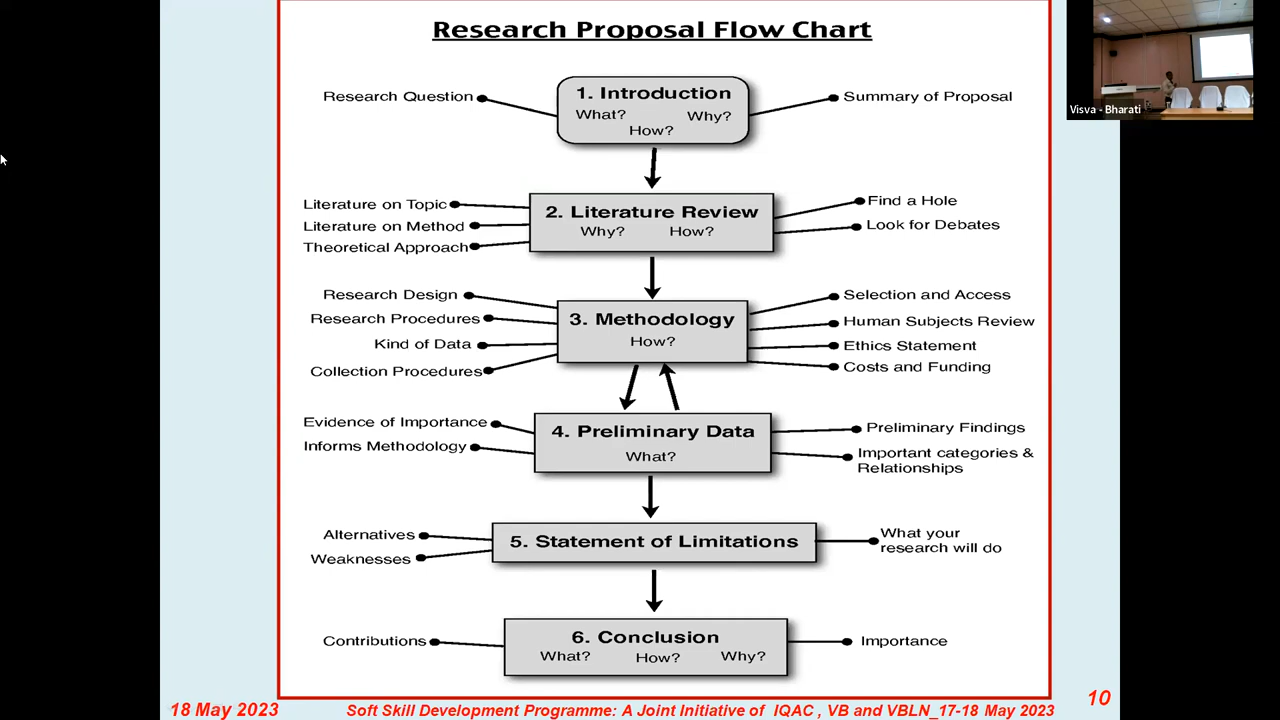 Research Proposal Flow Chart
Visva - Bharati
Research Question
1. Introduction
What? Why?
How?
Summary of Proposal
Literature on Topic
Literature on Method
Theoretical Approach
2. Literature Review
Why? How?
Find a Hole
Look for Debates
Research Design
Research Procedures
Kind of Data
Collection Procedures
3. Methodology
How?
Selection and Access
Human Subjects Review
Ethics Statement
Costs and Funding
Evidence of Importance
Informs Methodology
4. Preliminary Data
What?
Preliminary Findings
Important categories &
Relationships
Alternatives
Weaknesses
5. Statement of Limitations
What your
research will do
Contributions
6. Conclusion
What? How? Why?
Importance
18 May 2023
Soft Skill Development Programme: A Joint Initiative of IQAC , VB and VBLN_17-18 May 2023
10